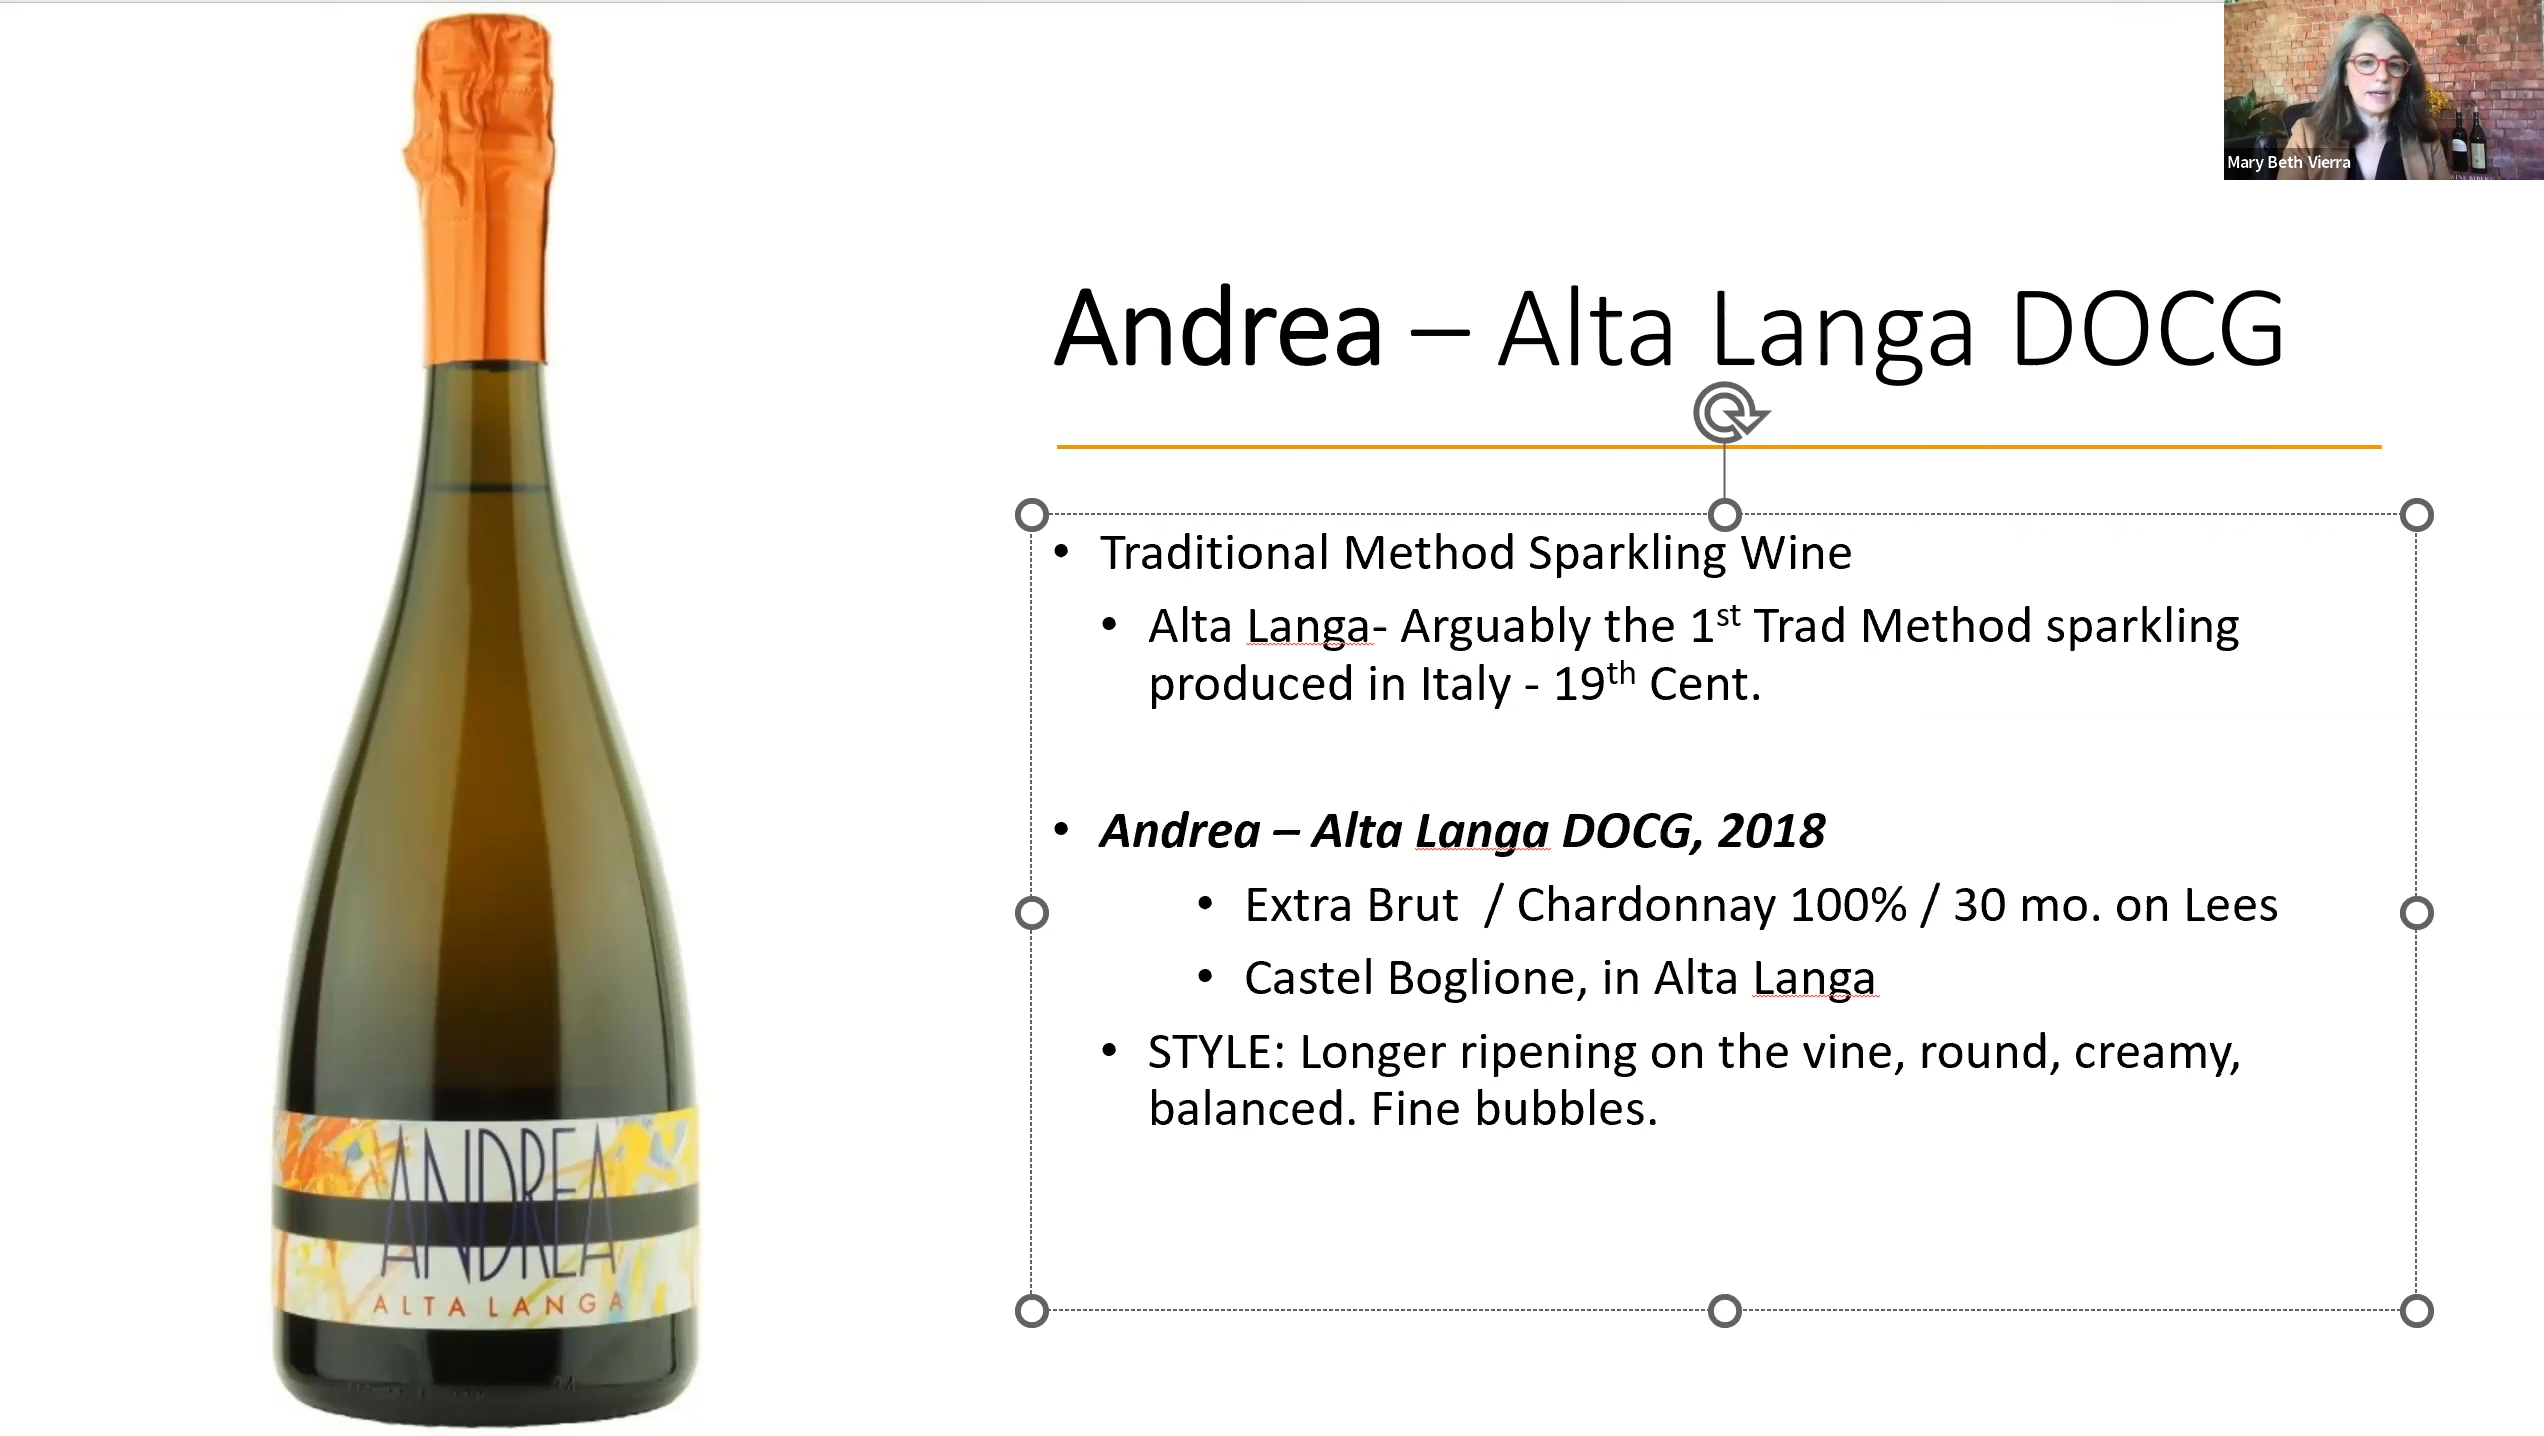 Mary Beth Vierra
Andrea – Alta Langa DOCG
• Traditional Method Sparkling Wine
• Alta Langa- Arguably the 1st Trad Method sparkling
produced in Italy - 19th Cent.
• Andrea – Alta Langa DOCG, 2018
• Extra Brut / Chardonnay 100% / 30 mo. on Lees
• Castel Boglione, in Alta Langa
• STYLE: Longer ripening on the vine, round, creamy,
balanced. Fine bubbles.
ANDREA
ALTA LANGA